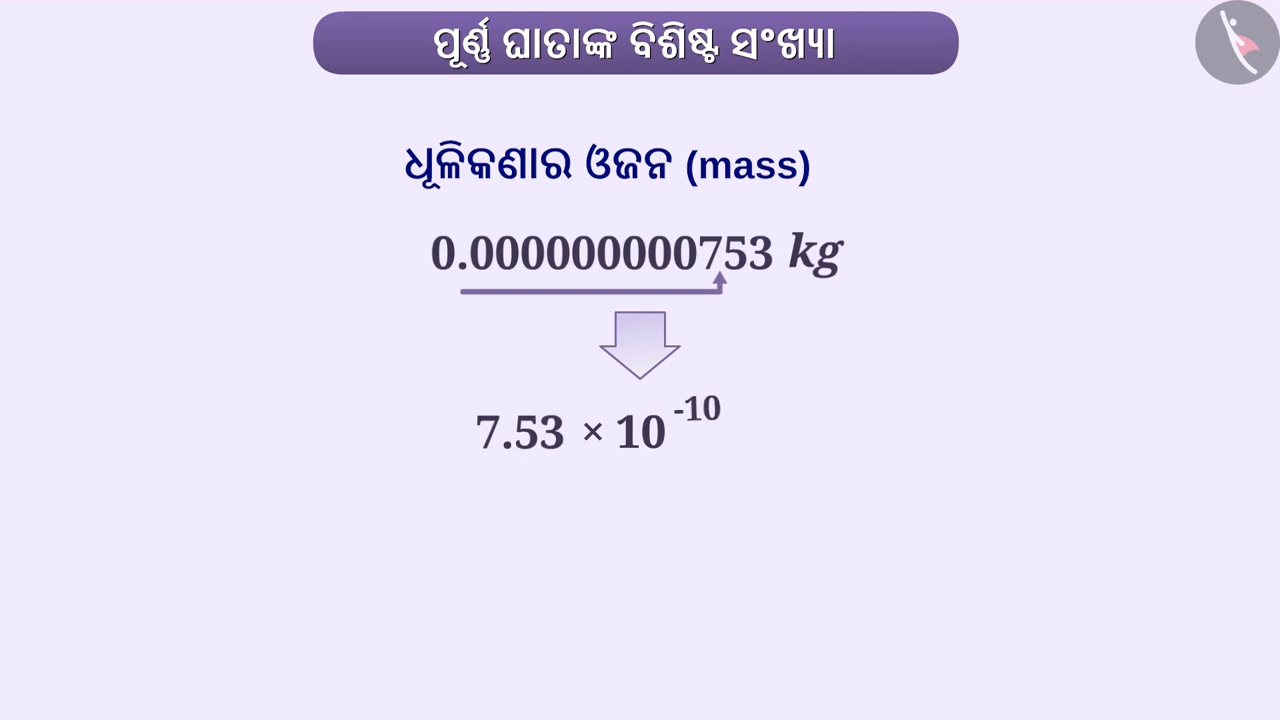 ପୂର୍ଣ୍ଣ ଘାତାଙ୍କ ବିଶିଷ୍ଟ ସଂଖ୍ୟା
ଧୂଳିକଣାର ଓଜନ (mass)
0.000000000753 kg
7.53 × 10⁻¹⁰